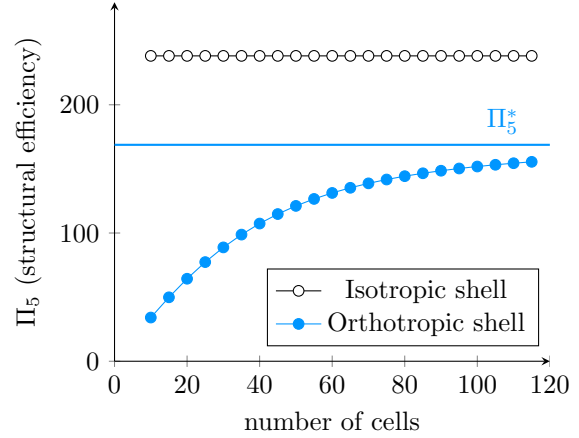 Π₅ (structural efficiency)
200
100
0
Π₅*
Isotropic shell
Orthotropic shell
0 20 40 60 80 100 120
number of cells